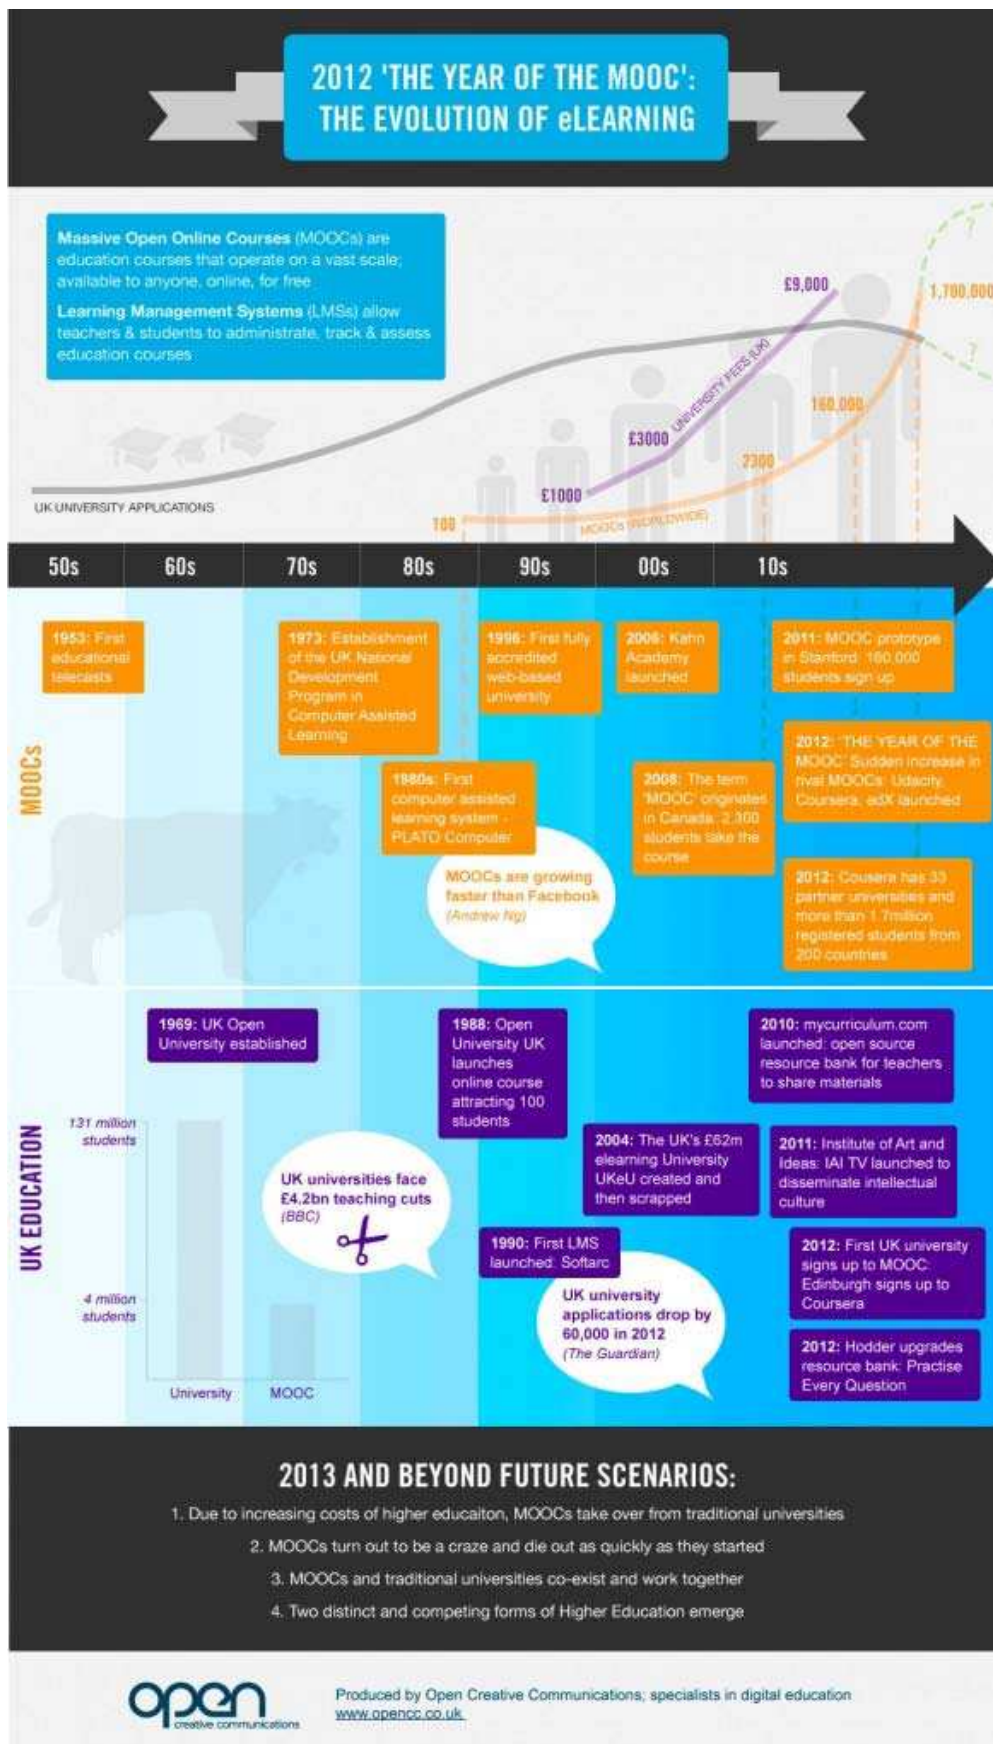 2012 'THE YEAR OF THE MOOC':
THE EVOLUTION OF eLEARNING
Massive Open Online Courses (MOOCs) are
education courses that operate on a vast scale;
available to anyone, online, for free
Learning Management Systems (LMSs) allow
teachers & students to administrate, track & assess
education courses
?
£9,000
1,700,000
UNIVERSITY FEES (UK)
?
160,000
£3000
2300
£1000
UK UNIVERSITY APPLICATIONS
100
MOOCs (WORLDWIDE)
50s
60s
70s
80s
90s
00s
10s
MOOCs
1953: First
educational
telecasts
1973: Establishment
of the UK National
Development
Program in
Computer Assisted
Learning
1996: First fully
accredited
web-based
university
2006: Kahn
Academy
launched
2011: MOOC prototype
in Stanford: 160,000
students sign up
1980s: First
computer assisted
learning system -
PLATO Computer
2008: The term
'MOOC' originates
in Canada. 2,300
students take the
course
2012: 'THE YEAR OF THE
MOOC' Sudden increase in
rival MOOCs: Udacity,
Coursera, edX launched
MOOCs are growing
faster than Facebook
(Andrew Ng)
2012: Cousera has 33
partner universities and
more than 1.7million
registered students from
200 countries
UK EDUCATION
1969: UK Open
University established
1988: Open
University UK
launches
online course
attracting 100
students
2010: mycurriculum.com
launched: open source
resource bank for teachers
to share materials
131 million
students
4 million
students
University
MOOC
UK universities face
£4.2bn teaching cuts
(BBC)
2004: The UK's £62m
elearning University
UKeU created and
then scrapped
2011: Institute of Art and
Ideas: IAI TV launched to
disseminate intellectual
culture
1990: First LMS
launched: Softarc
UK university
applications drop by
60,000 in 2012
(The Guardian)
2012: First UK university
signs up to MOOC:
Edinburgh signs up to
Coursera
2012: Hodder upgrades
resource bank: Practise
Every Question
2013 AND BEYOND FUTURE SCENARIOS:
1. Due to increasing costs of higher educaiton, MOOCs take over from traditional universities
2. MOOCs turn out to be a craze and die out as quickly as they started
3. MOOCs and traditional universities co-exist and work together
4. Two distinct and competing forms of Higher Education emerge
open
creative communications
Produced by Open Creative Communications; specialists in digital education
www.opencc.co.uk